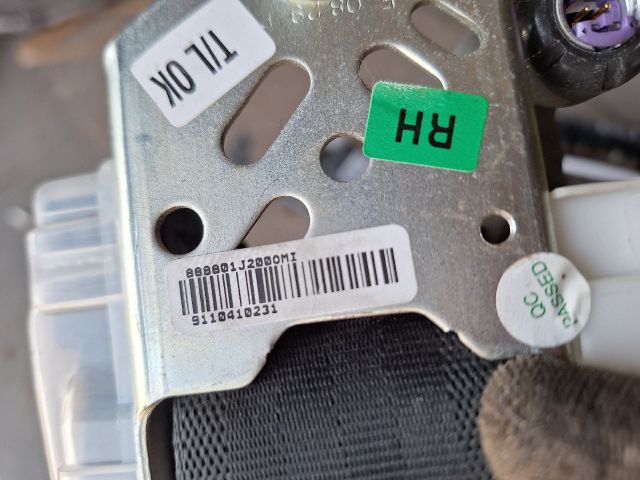 T/L OK
RH
888801J200OMI
9110410231
QC
PASSED